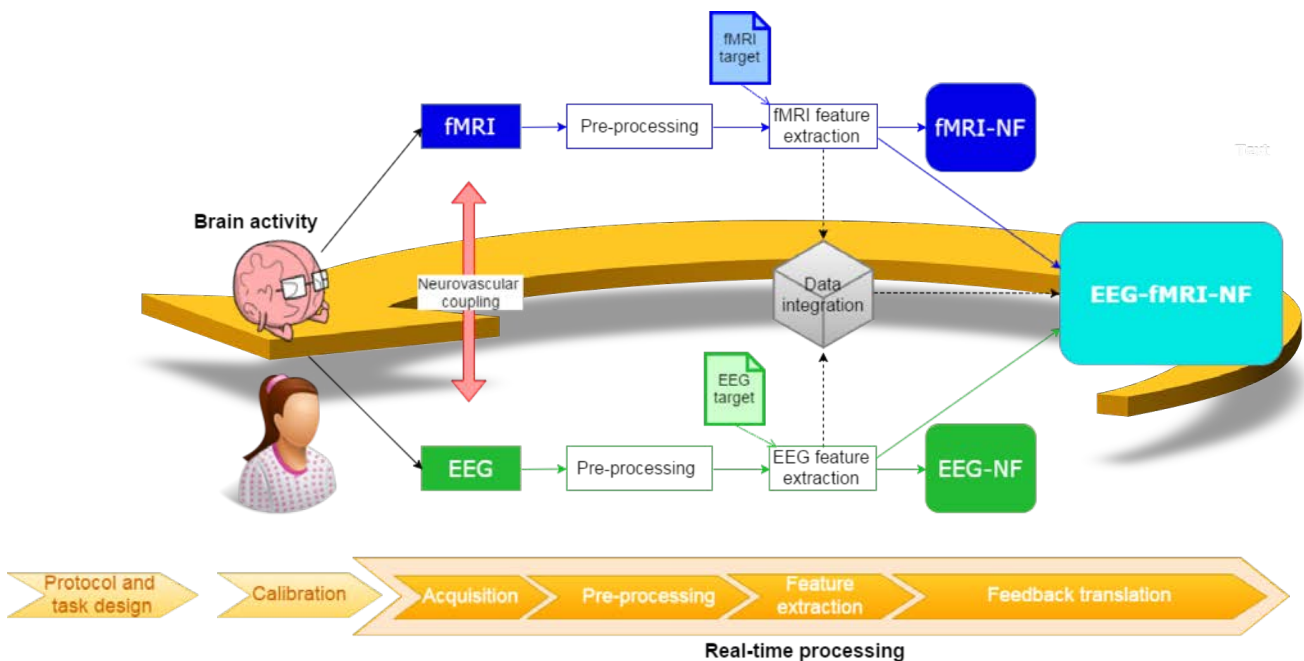 fMRI
target
fMRI
Pre-processing
fMRI feature
extraction
fMRI-NF
Text
Brain activity
Neurovascular
coupling
Data
integration
EEG-fMRI-NF
EEG
target
EEG
Pre-processing
EEG feature
extraction
EEG-NF
Protocol and
task design
Calibration
Acquisition
Pre-processing
Feature
extraction
Feedback translation
Real-time processing